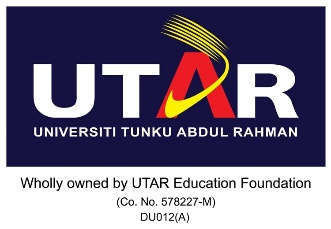 UTAR
UNIVERSITI TUNKU ABDUL RAHMAN
Wholly owned by UTAR Education Foundation
(Co. No. 578227-M)
DU012(A)